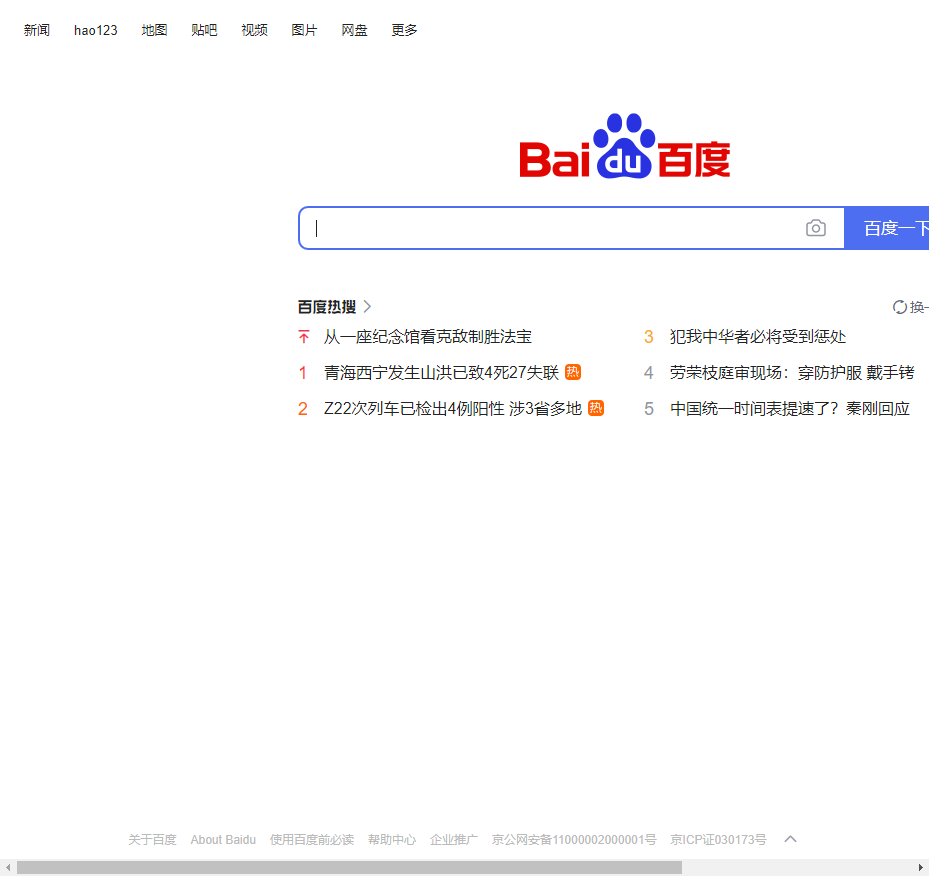 新闻 hao123 地图 贴吧 视频 图片 网盘 更多
Baidu百度
百度一下
百度热搜
换一
从一座纪念馆看克敌制胜法宝
1 青海西宁发生山洪已致4死27失联 热
2 Z22次列车已检出4例阳性 涉3省多地 热
3 犯我中华者必将受到惩处
4 劳荣枝庭审现场：穿防护服 戴手铐
5 中国统一时间表提速了？秦刚回应
关于百度 About Baidu 使用百度前必读 帮助中心 企业推广 京公网安备11000002000001号 京ICP证030173号